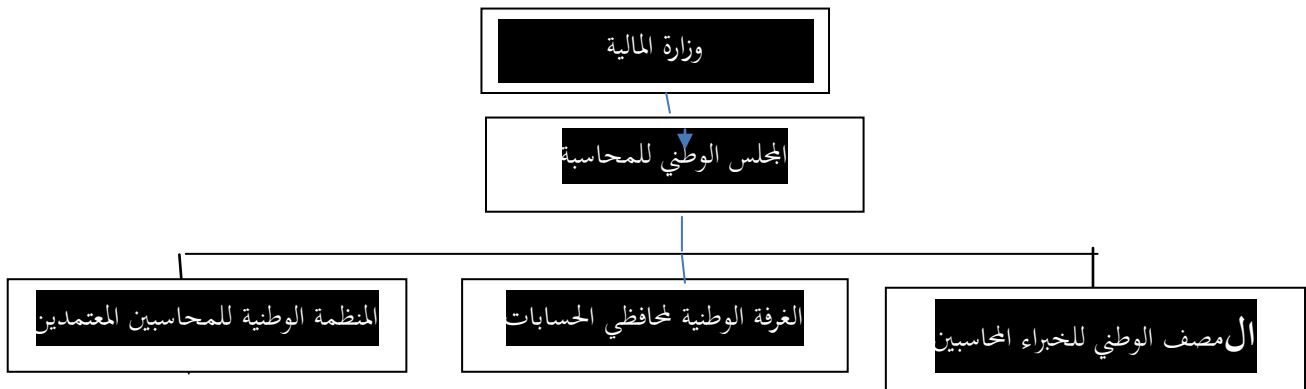 وزارة المالية
المجلس الوطني للمحاسبة
المصف الوطني للخبراء المحاسبين
الغرفة الوطنية لمحافظي الحسابات
المنظمة الوطنية للمحاسبين المعتمدين